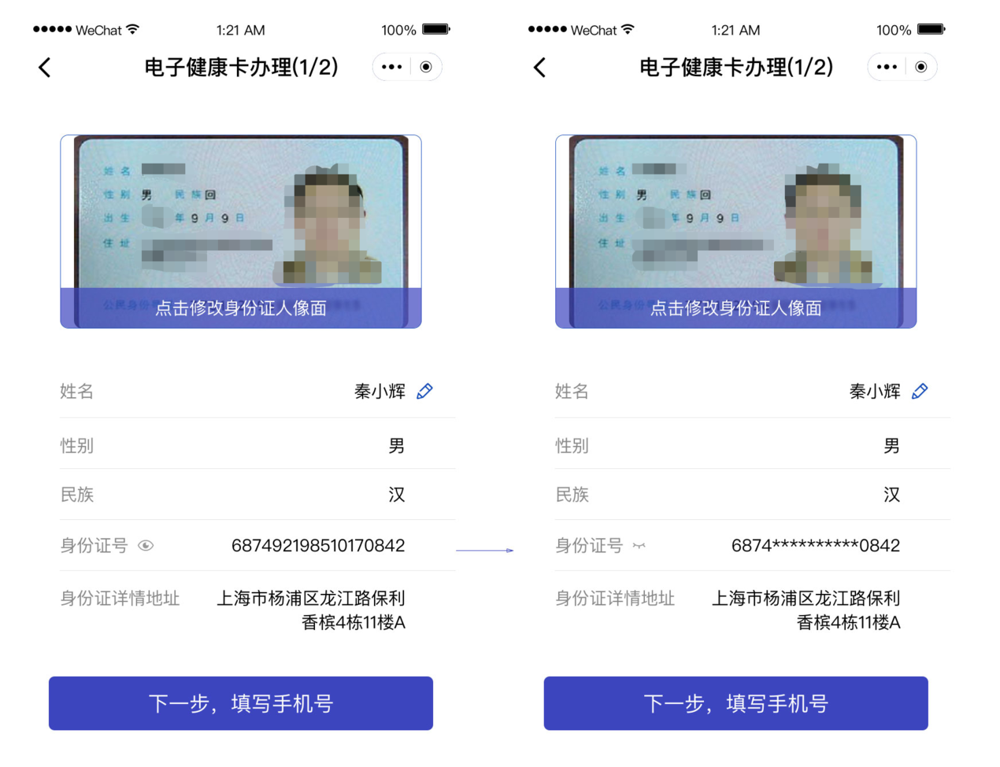 WeChat 1:21 AM 100%
电子健康卡办理(1/2)
姓名
性别 男 民族 回
出生 年 9 月 9 日
住址
公民身份
点击修改身份证人像面
姓名 秦小辉
性别 男
民族 汉
身份证号 687492198510170842
身份证详情地址 上海市杨浦区龙江路保利
香槟4栋11楼A
下一步，填写手机号
WeChat 1:21 AM 100%
电子健康卡办理(1/2)
姓名
性别 男 民族 回
出生 年 9 月 9 日
住址
公民身份
点击修改身份证人像面
姓名 秦小辉
性别 男
民族 汉
身份证号 6874**********0842
身份证详情地址 上海市杨浦区龙江路保利
香槟4栋11楼A
下一步，填写手机号